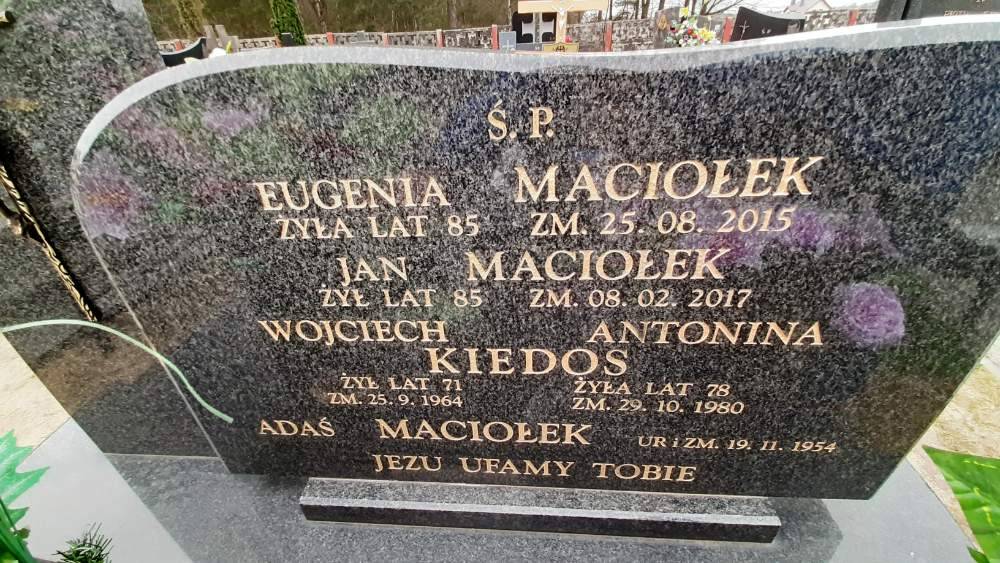 Ś. P.
EUGENIA MACIOŁEK
ŻYŁA LAT 85 ZM. 25. 08. 2015
JAN MACIOŁEK
ŻYŁ LAT 85 ZM. 08. 02. 2017
WOJCIECH ANTONINA
KIEDOS
ŻYŁ LAT 71 ŻYŁA LAT 78
ZM. 25. 9. 1964 ZM. 29. 10. 1980
ADAŚ MACIOŁEK UR i ZM. 19. 11. 1954
JEZU UFAMY TOBIE